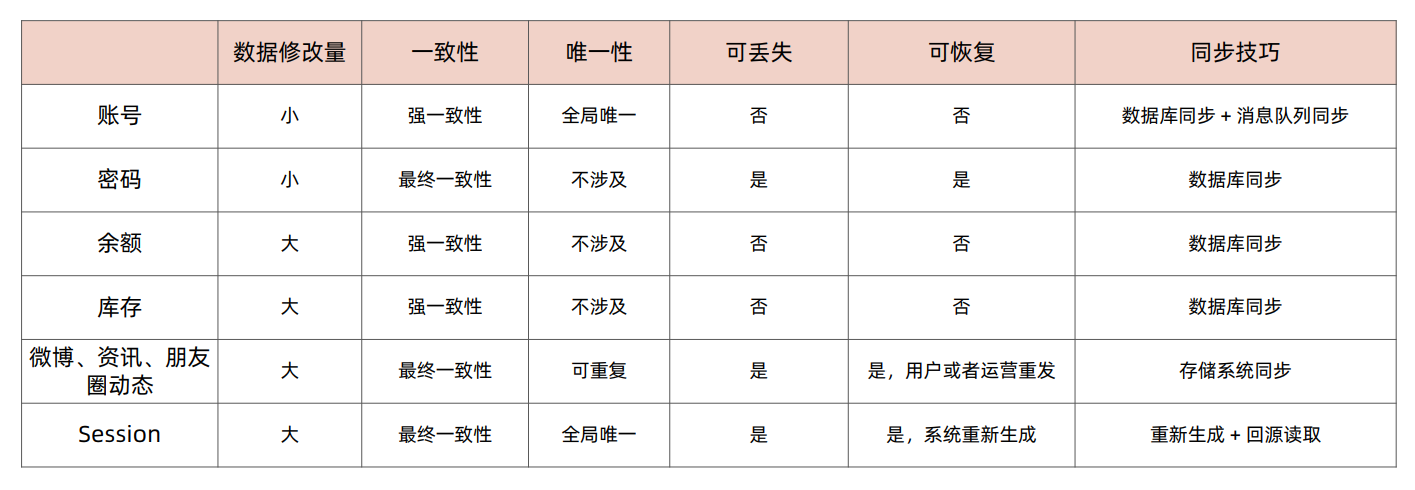 数据修改量 一致性 唯一性 可丢失 可恢复 同步技巧
账号 小 强一致性 全局唯一 否 否 数据库同步 + 消息队列同步
密码 小 最终一致性 不涉及 是 是 数据库同步
余额 大 强一致性 不涉及 否 否 数据库同步
库存 大 强一致性 不涉及 否 否 数据库同步
微博、资讯、朋友
圈动态 大 最终一致性 可重复 是 是，用户或者运营重发 存储系统同步
Session 大 最终一致性 全局唯一 是 是，系统重新生成 重新生成 + 回源读取